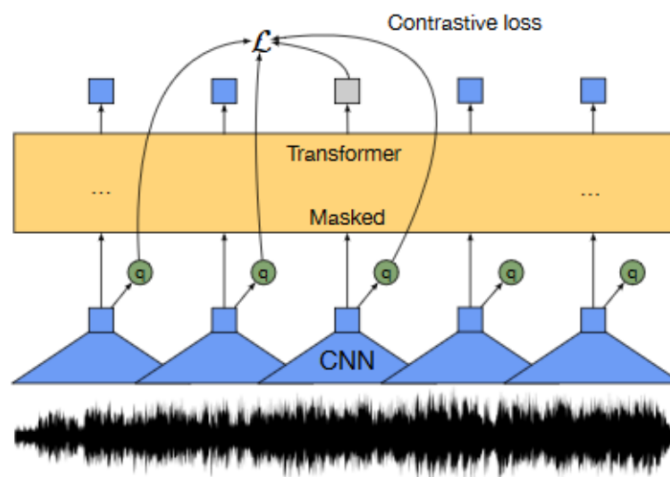 Contrastive loss
ℒ
Transformer
... ...
Masked
q q q q q
CNN